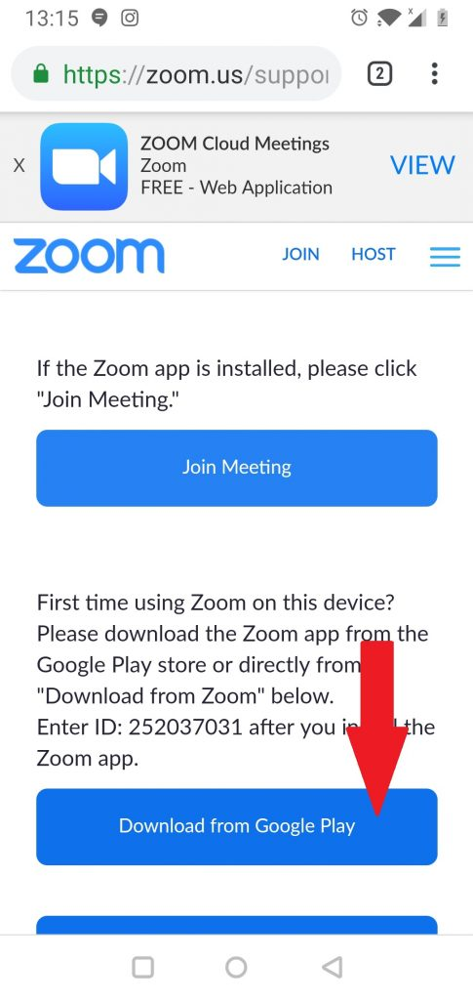 13:15
https://zoom.us/suppor
2
X
ZOOM Cloud Meetings
Zoom
FREE - Web Application
VIEW
zoom
JOIN
HOST
If the Zoom app is installed, please click
"Join Meeting."
Join Meeting
First time using Zoom on this device?
Please download the Zoom app from the
Google Play store or directly from
"Download from Zoom" below.
Enter ID: 252037031 after you install the
Zoom app.
Download from Google Play